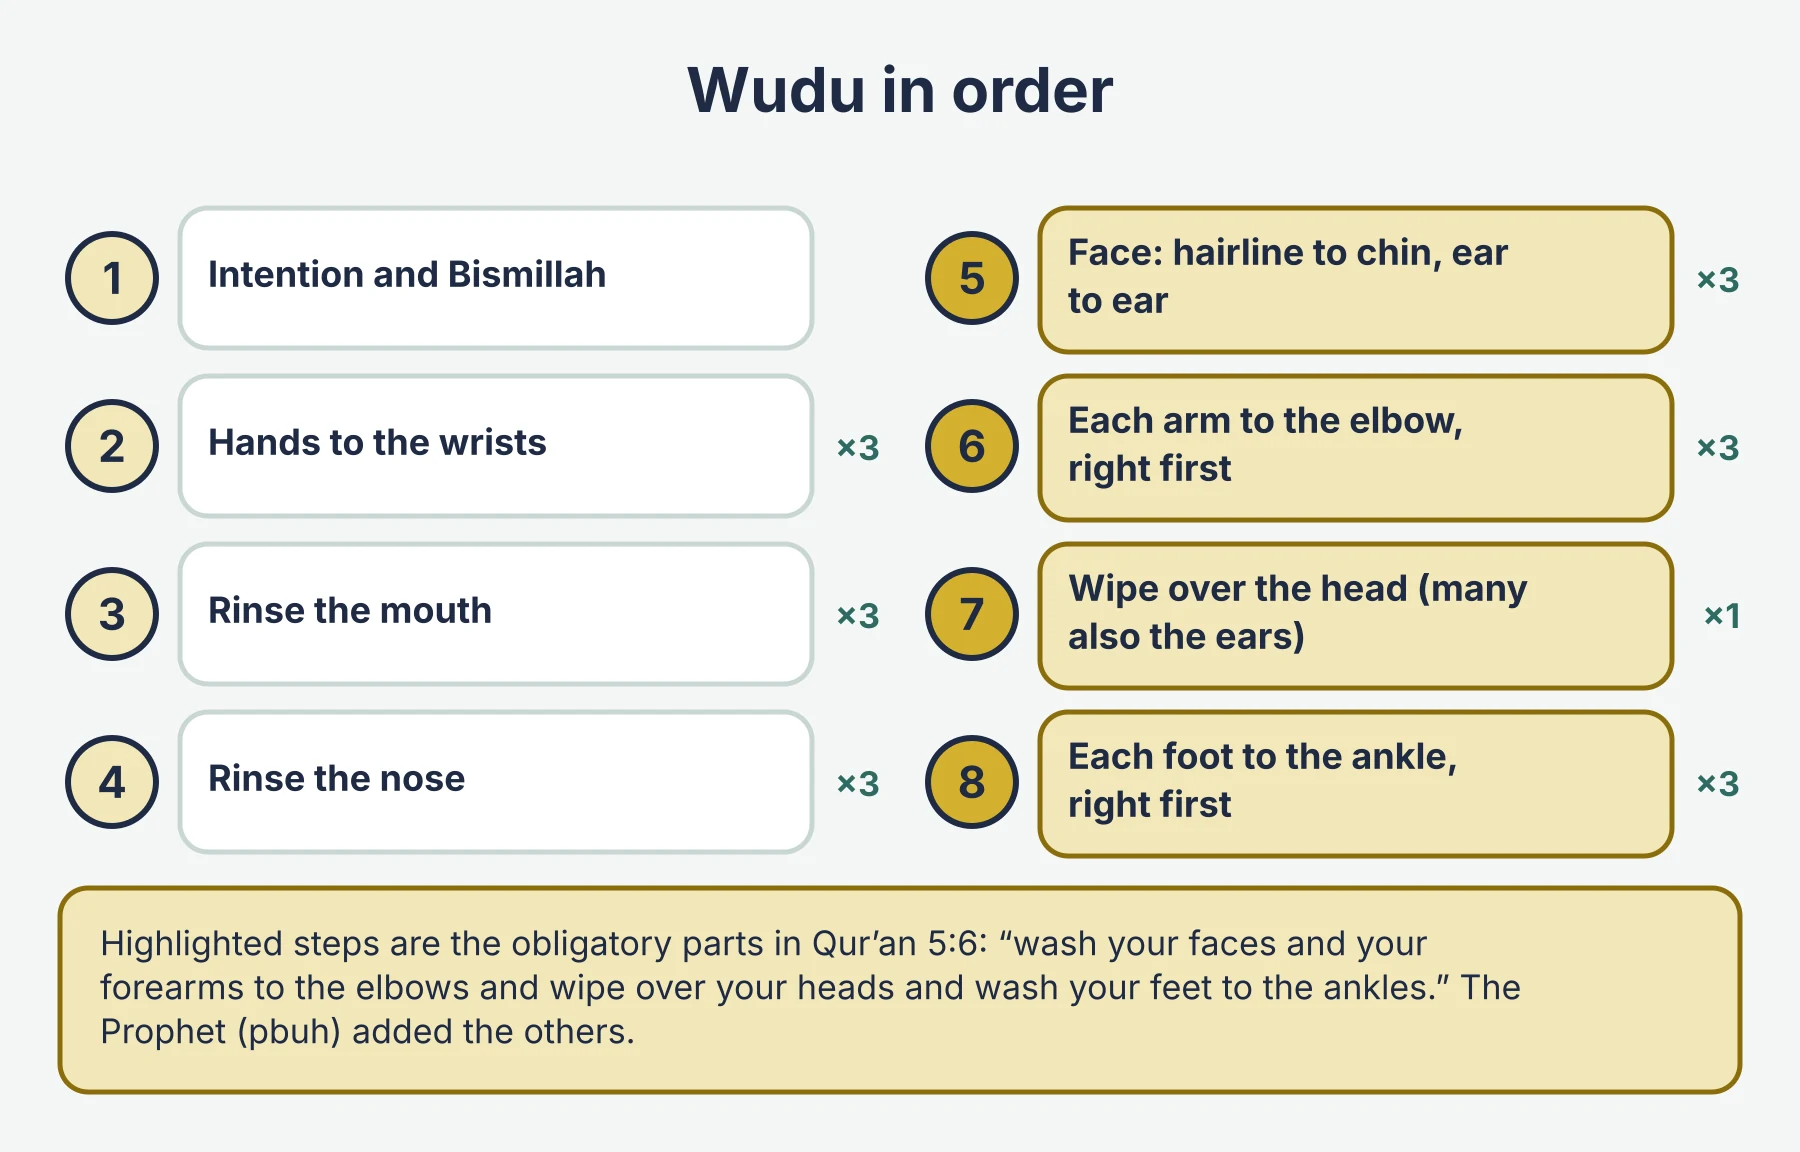 Wudu in order
1
Intention and Bismillah
2
Hands to the wrists
×3
3
Rinse the mouth
×3
4
Rinse the nose
×3
5
Face: hairline to chin, ear
to ear
×3
6
Each arm to the elbow,
right first
×3
7
Wipe over the head (many
also the ears)
×1
8
Each foot to the ankle,
right first
×3
Highlighted steps are the obligatory parts in Qur’an 5:6: “wash your faces and your
forearms to the elbows and wipe over your heads and wash your feet to the ankles.” The
Prophet (pbuh) added the others.